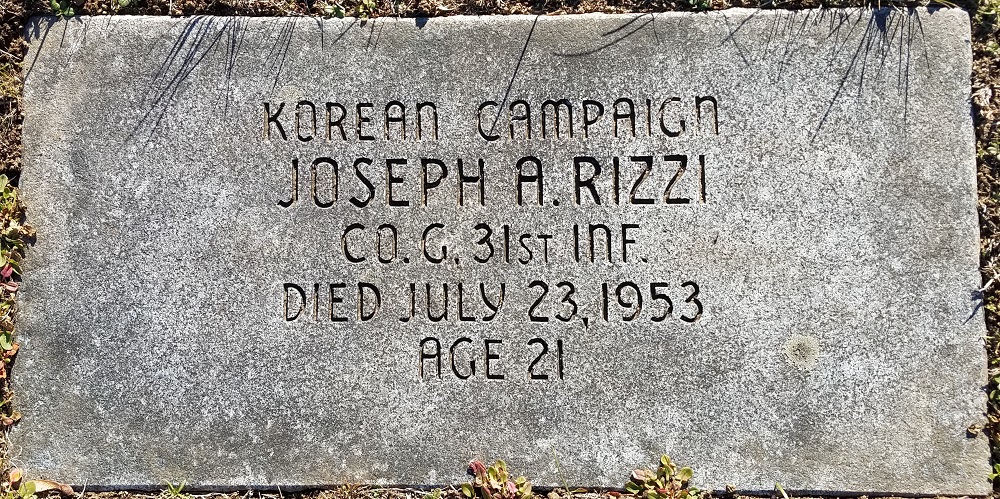 KOREAN CAMPAIGN
JOSEPH A. RIZZI
CO. G. 31ST INF.
DIED JULY 23, 1953
AGE 21